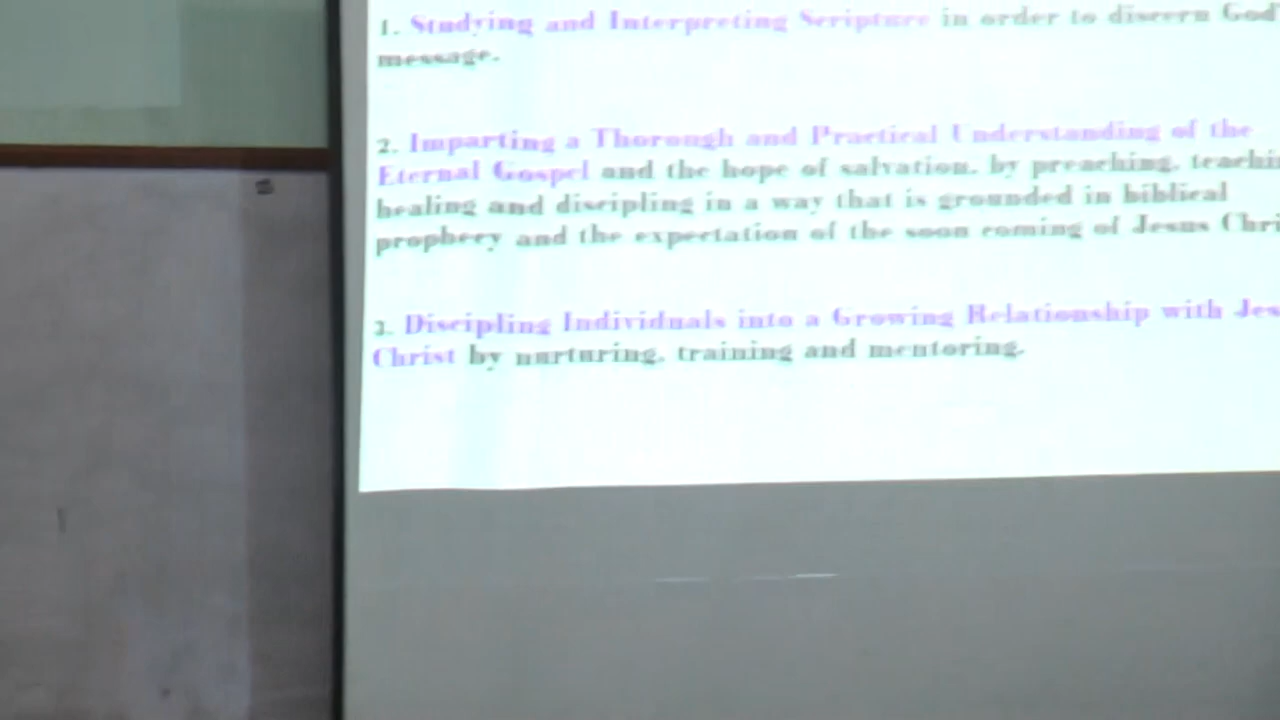 1. Studying and Interpreting Scripture in order to discern God'
message.
2. Imparting a Thorough and Practical Understanding of the
Eternal Gospel and the hope of salvation, by preaching, teachi
healing and discipling in a way that is grounded in biblical
prophecy and the expectation of the soon coming of Jesus Chri
3. Discipling Individuals into a Growing Relationship with Jes
Christ by nurturing, training and mentoring.